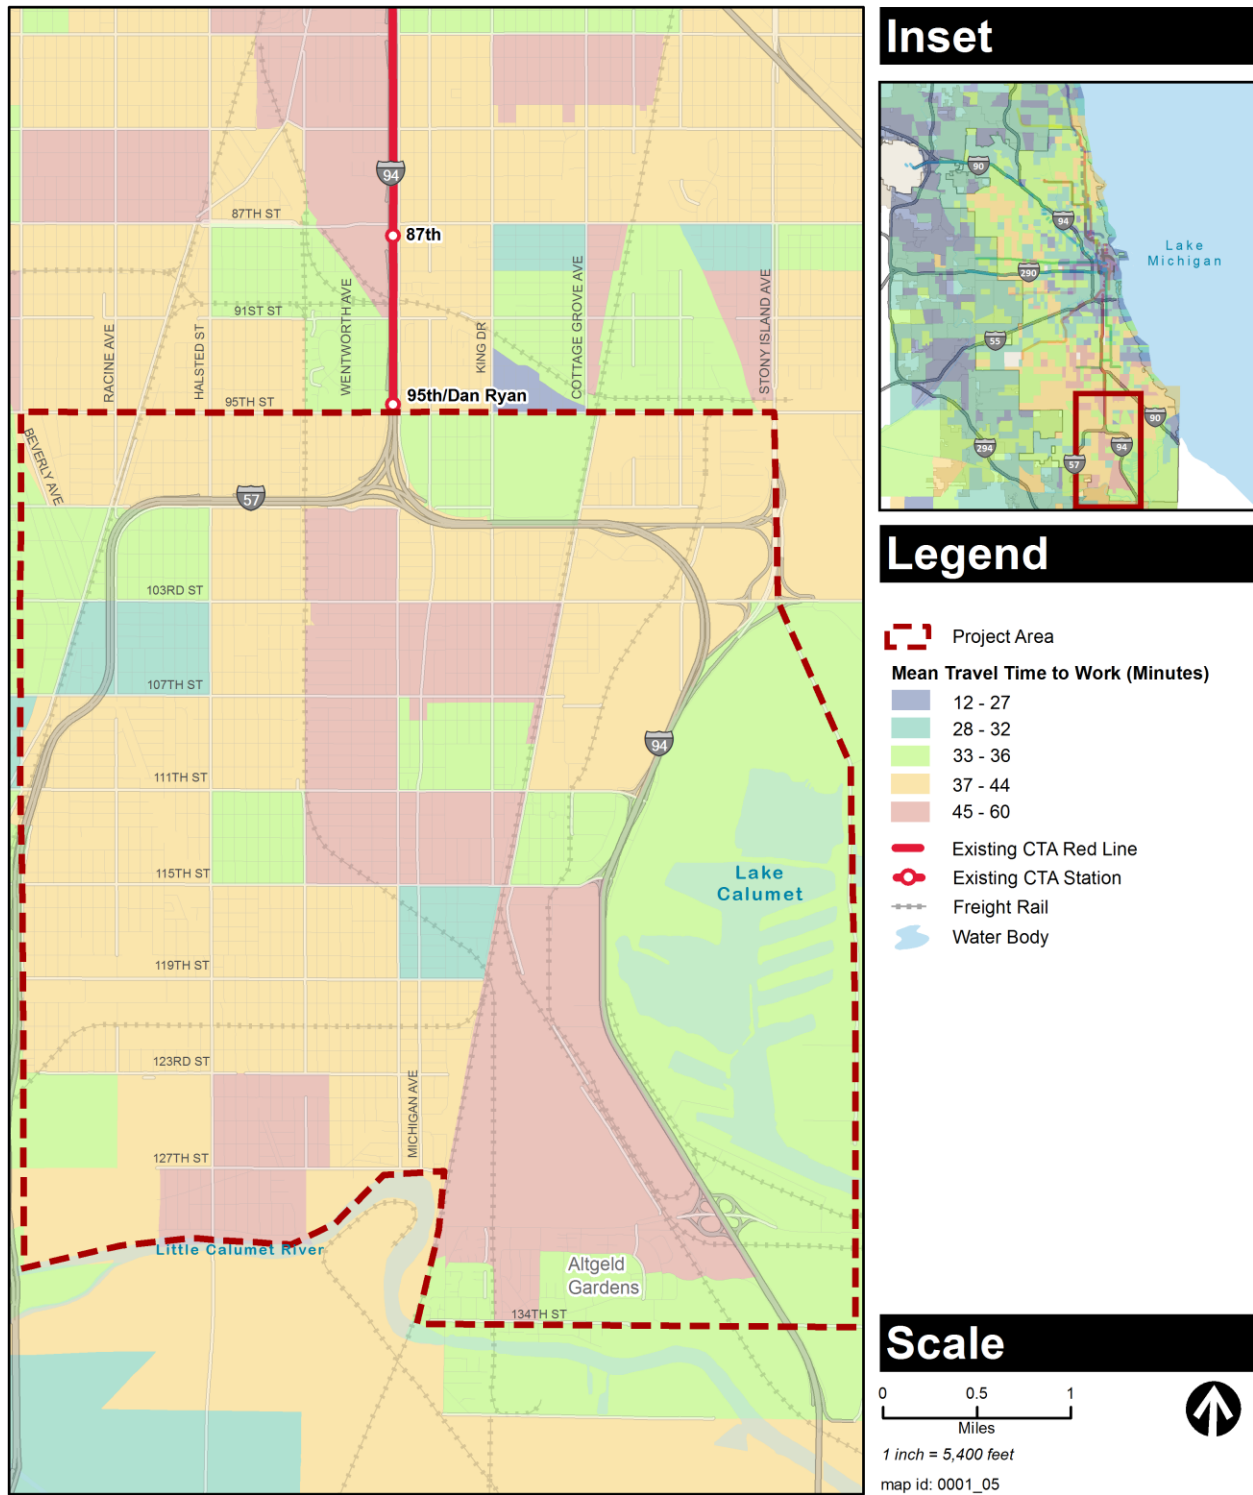 94
87TH ST
87th
RACINE AVE
HALSTED ST
91ST ST
WENTWORTH AVE
KING DR
COTTAGE GROVE AVE
STONY ISLAND AVE
95TH ST
95th/Dan Ryan
BEVERLY AVE
57
103RD ST
107TH ST
94
111TH ST
115TH ST
Lake
Calumet
119TH ST
123RD ST
MICHIGAN AVE
127TH ST
Little Calumet River
Altgeld
Gardens
134TH ST
Inset
90
94
Lake
Michigan
290
55
90
294
94
57
Legend
Project Area
Mean Travel Time to Work (Minutes)
12 - 27
28 - 32
33 - 36
37 - 44
45 - 60
Existing CTA Red Line
Existing CTA Station
Freight Rail
Water Body
Scale
0 0.5 1
Miles
1 inch = 5,400 feet
map id: 0001_05